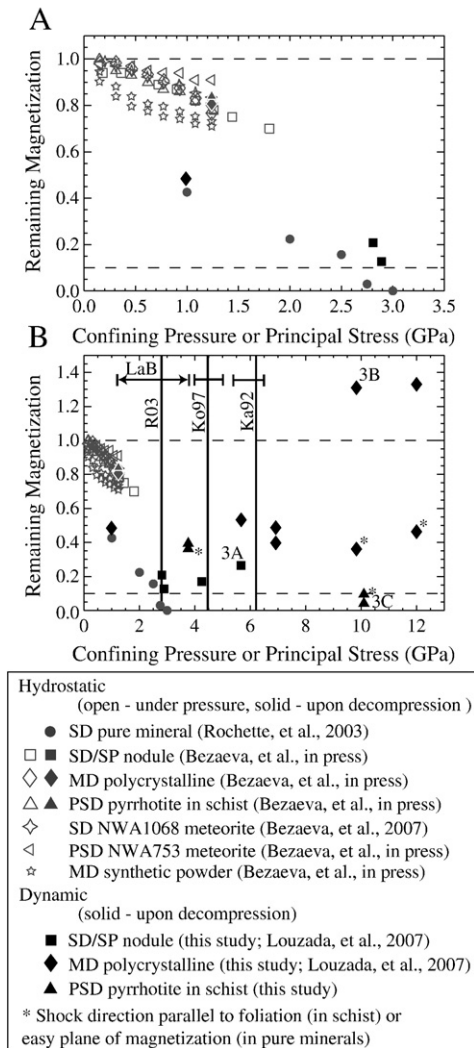 A
Remaining Magnetization
1.0
0.8
0.6
0.4
0.2
0.0
0.0 0.5 1.0 1.5 2.0 2.5 3.0 3.5
Confining Pressure or Principal Stress (GPa)
B
Remaining Magnetization
1.4
1.2
1.0
0.8
0.6
0.4
0.2
0.0
LaB
R03
Ko97
Ka92
3B
3A
*
*
*
*
3C
0 2 4 6 8 10 12
Confining Pressure or Principal Stress (GPa)
Hydrostatic
(open - under pressure, solid - upon decompression )
SD pure mineral (Rochette, et al., 2003)
SD/SP nodule (Bezaeva, et al., in press)
MD polycrystalline (Bezaeva, et al., in press)
PSD pyrrhotite in schist (Bezaeva, et al., in press)
SD NWA1068 meteorite (Bezaeva, et al., 2007)
PSD NWA753 meteorite (Bezaeva, et al., in press)
MD synthetic powder (Bezaeva, et al., in press)
Dynamic
(solid - upon decompression)
SD/SP nodule (this study; Louzada, et al., 2007)
MD polycrystalline (this study; Louzada, et al., 2007)
PSD pyrrhotite in schist (this study)
* Shock direction parallel to foliation (in schist) or
easy plane of magnetization (in pure minerals)